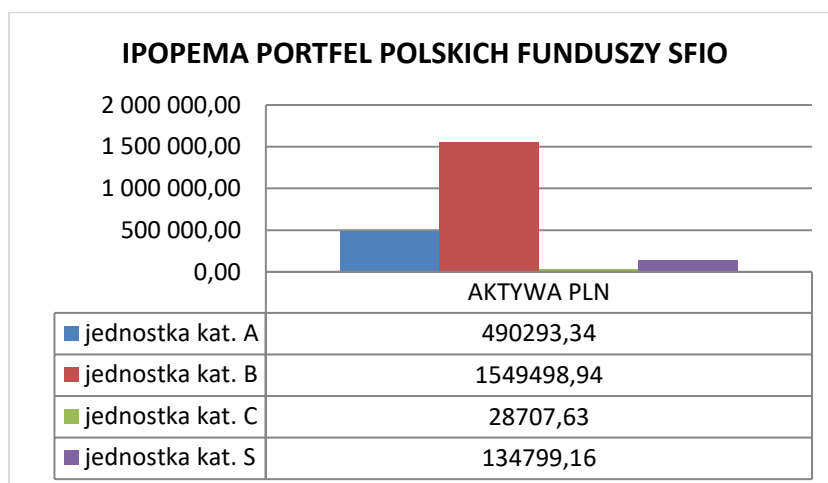 IPOPEMA PORTFEL POLSKICH FUNDUSZY SFIO
2 000 000,00
1 500 000,00
1 000 000,00
500 000,00
0,00
AKTYWA PLN
jednostka kat. A 490293,34
jednostka kat. B 1549498,94
jednostka kat. C 28707,63
jednostka kat. S 134799,16